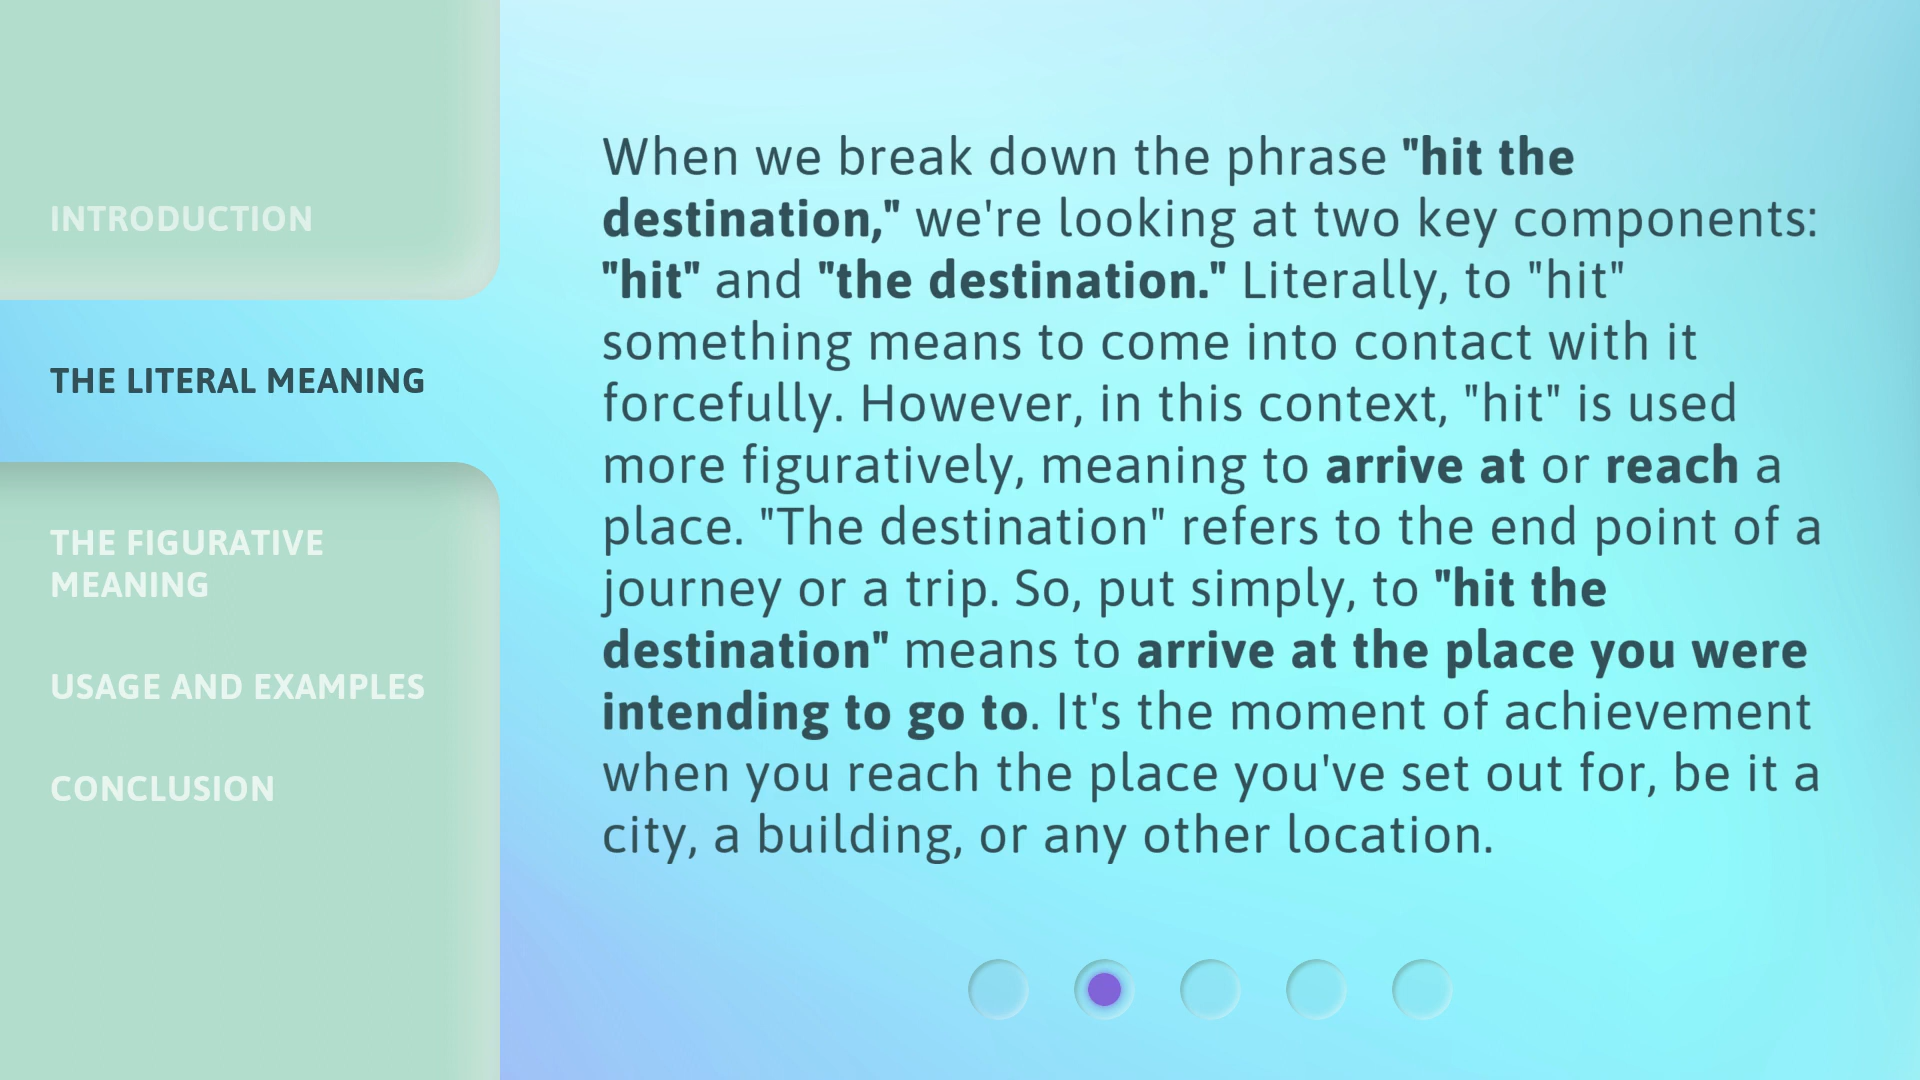 INTRODUCTION
THE LITERAL MEANING
THE FIGURATIVE
MEANING
USAGE AND EXAMPLES
CONCLUSION
When we break down the phrase "hit the
destination," we're looking at two key components:
"hit" and "the destination." Literally, to "hit"
something means to come into contact with it
forcefully. However, in this context, "hit" is used
more figuratively, meaning to arrive at or reach a
place. "The destination" refers to the end point of a
journey or a trip. So, put simply, to "hit the
destination" means to arrive at the place you were
intending to go to. It's the moment of achievement
when you reach the place you've set out for, be it a
city, a building, or any other location.